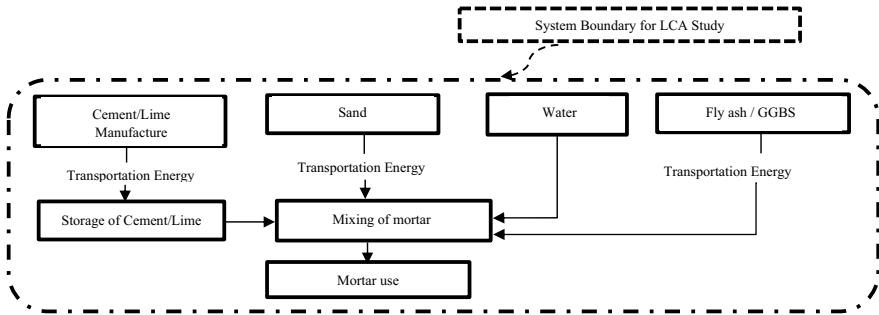 System Boundary for LCA Study
Cement/Lime
Manufacture
Sand
Water
Fly ash / GGBS
Transportation Energy
Transportation Energy
Transportation Energy
Storage of Cement/Lime
Mixing of mortar
Mortar use